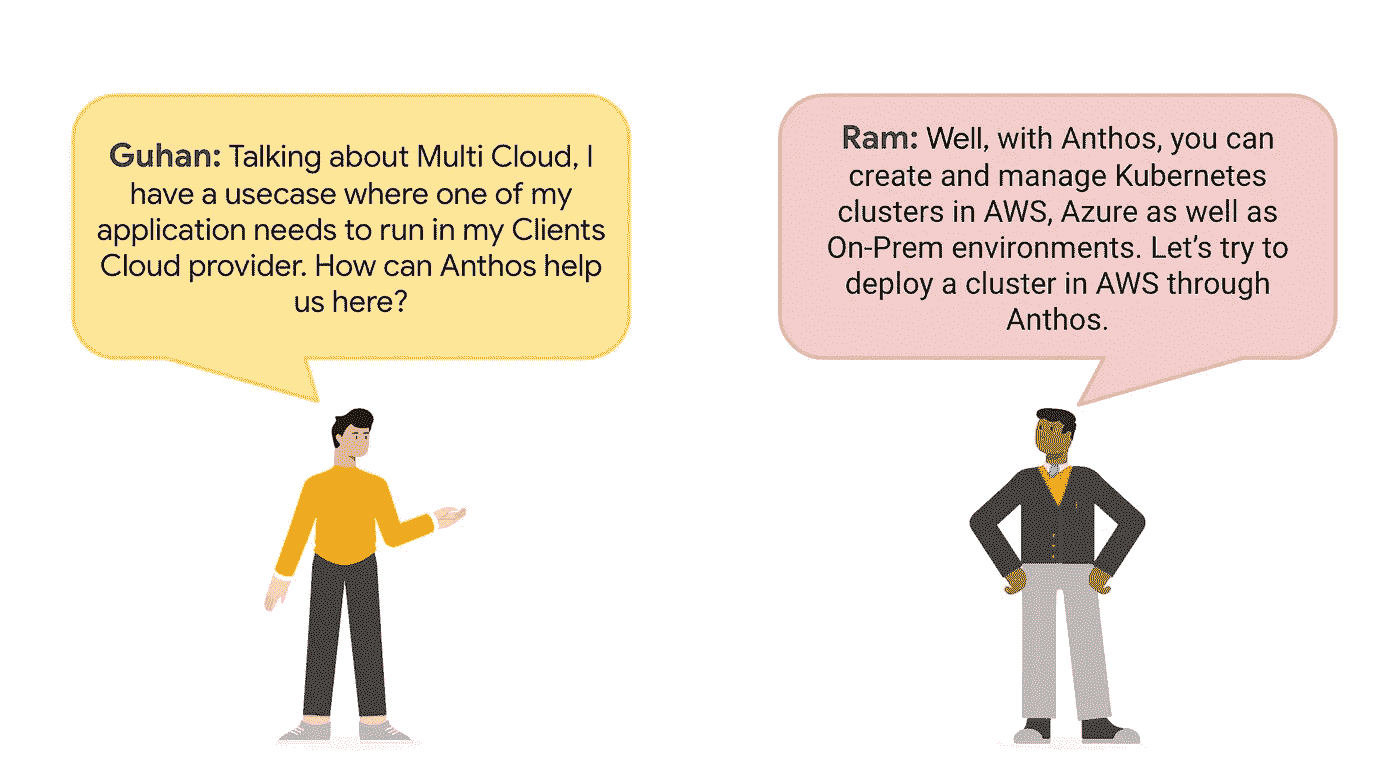 Guhan: Talking about Multi Cloud, I
have a usecase where one of my
application needs to run in my Clients
Cloud provider. How can Anthos help
us here?
Ram: Well, with Anthos, you can
create and manage Kubernetes
clusters in AWS, Azure as well as
On-Prem environments. Let's try to
deploy a cluster in AWS through
Anthos.